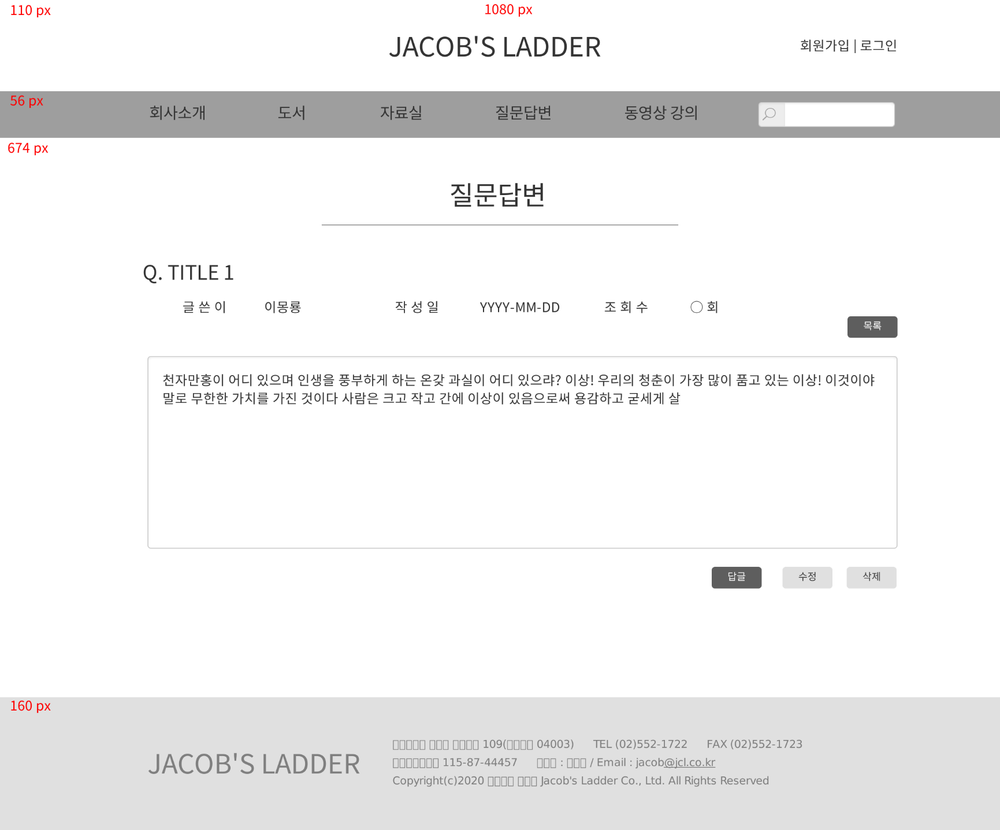 110 px
1080 px
JACOB'S LADDER
회원가입 | 로그인
56 px
회사소개 도서 자료실 질문답변 동영상 강의
674 px
질문답변
Q. TITLE 1
글 쓴 이 이몽룡 작 성 일 YYYY-MM-DD 조 회 수 〇 회
목록
천자만홍이 어디 있으며 인생을 풍부하게 하는 온갖 과실이 어디 있으랴? 이상! 우리의 청춘이 가장 많이 품고 있는 이상! 이것이야
말로 무한한 가치를 가진 것이다 사람은 크고 작고 간에 이상이 있음으로써 용감하고 굳세게 살
답글 수정 삭제
160 px
JACOB'S LADDER
109( 04003) TEL (02)552-1722 FAX (02)552-1723
115-87-44457 : / Email : jacob@jcl.co.kr
Copyright(c)2020 Jacob's Ladder Co., Ltd. All Rights Reserved